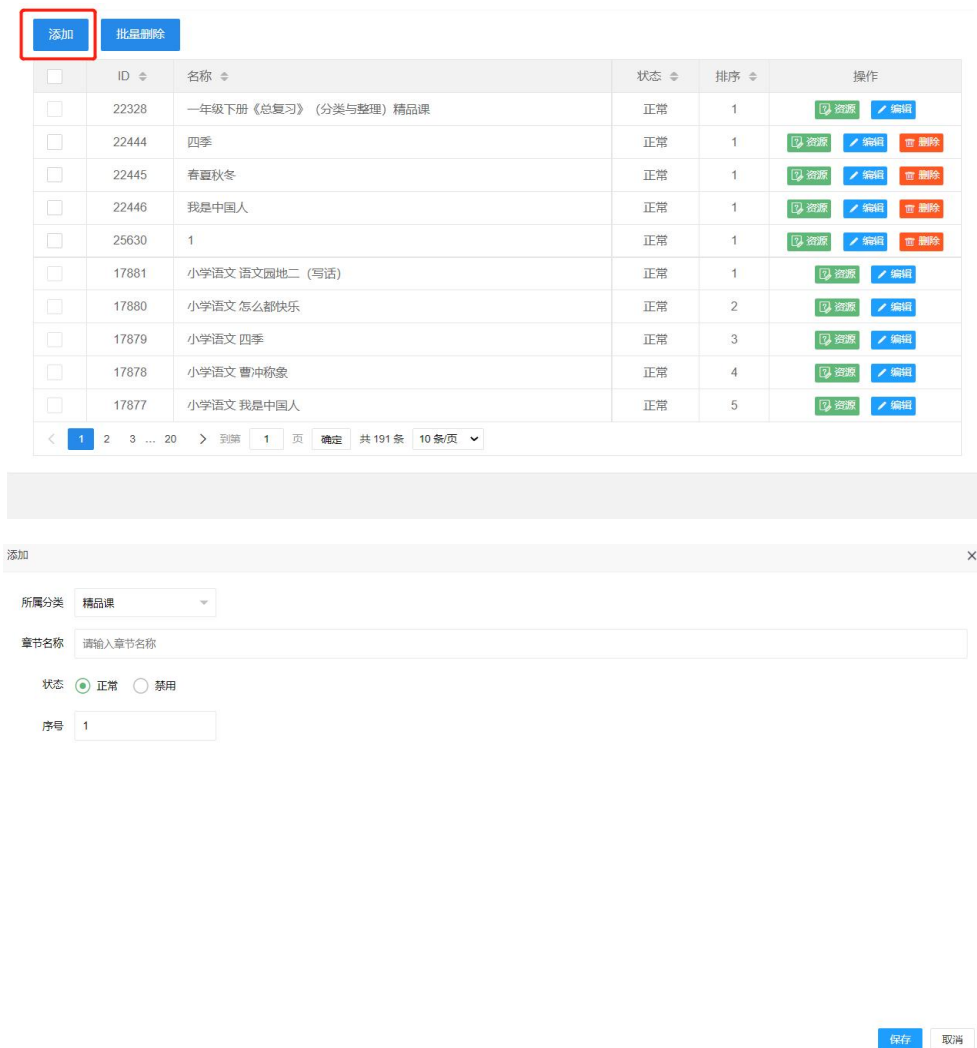 添加 批量删除
ID 名称 状态 排序 操作
22328 一年级下册《总复习》（分类与整理）精品课 正常 1 资源 编辑
22444 四季 正常 1 资源 编辑 删除
22445 春夏秋冬 正常 1 资源 编辑 删除
22446 我是中国人 正常 1 资源 编辑 删除
25630 1 正常 1 资源 编辑 删除
17881 小学语文 语文园地二（写话） 正常 1 资源 编辑
17880 小学语文 怎么都快乐 正常 2 资源 编辑
17879 小学语文 四季 正常 3 资源 编辑
17878 小学语文 曹冲称象 正常 4 资源 编辑
17877 小学语文 我是中国人 正常 5 资源 编辑
1 2 3 … 20 到第 1 页 确定 共 191 条 10 条/页
添加
所属分类 精品课
章节名称 请输入章节名称
状态 正常 禁用
序号 1
保存 取消